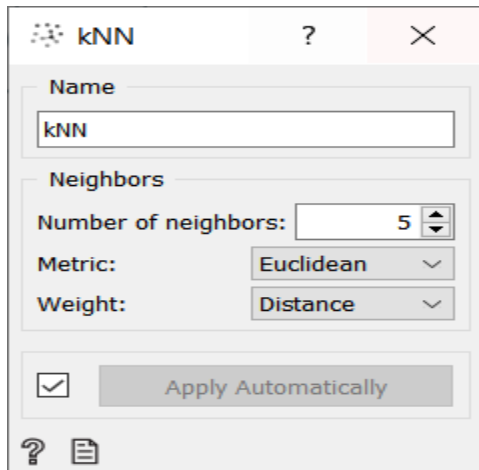 kNN ?
Name
kNN
Neighbors
Number of neighbors: 5
Metric: Euclidean
Weight: Distance
Apply Automatically
?